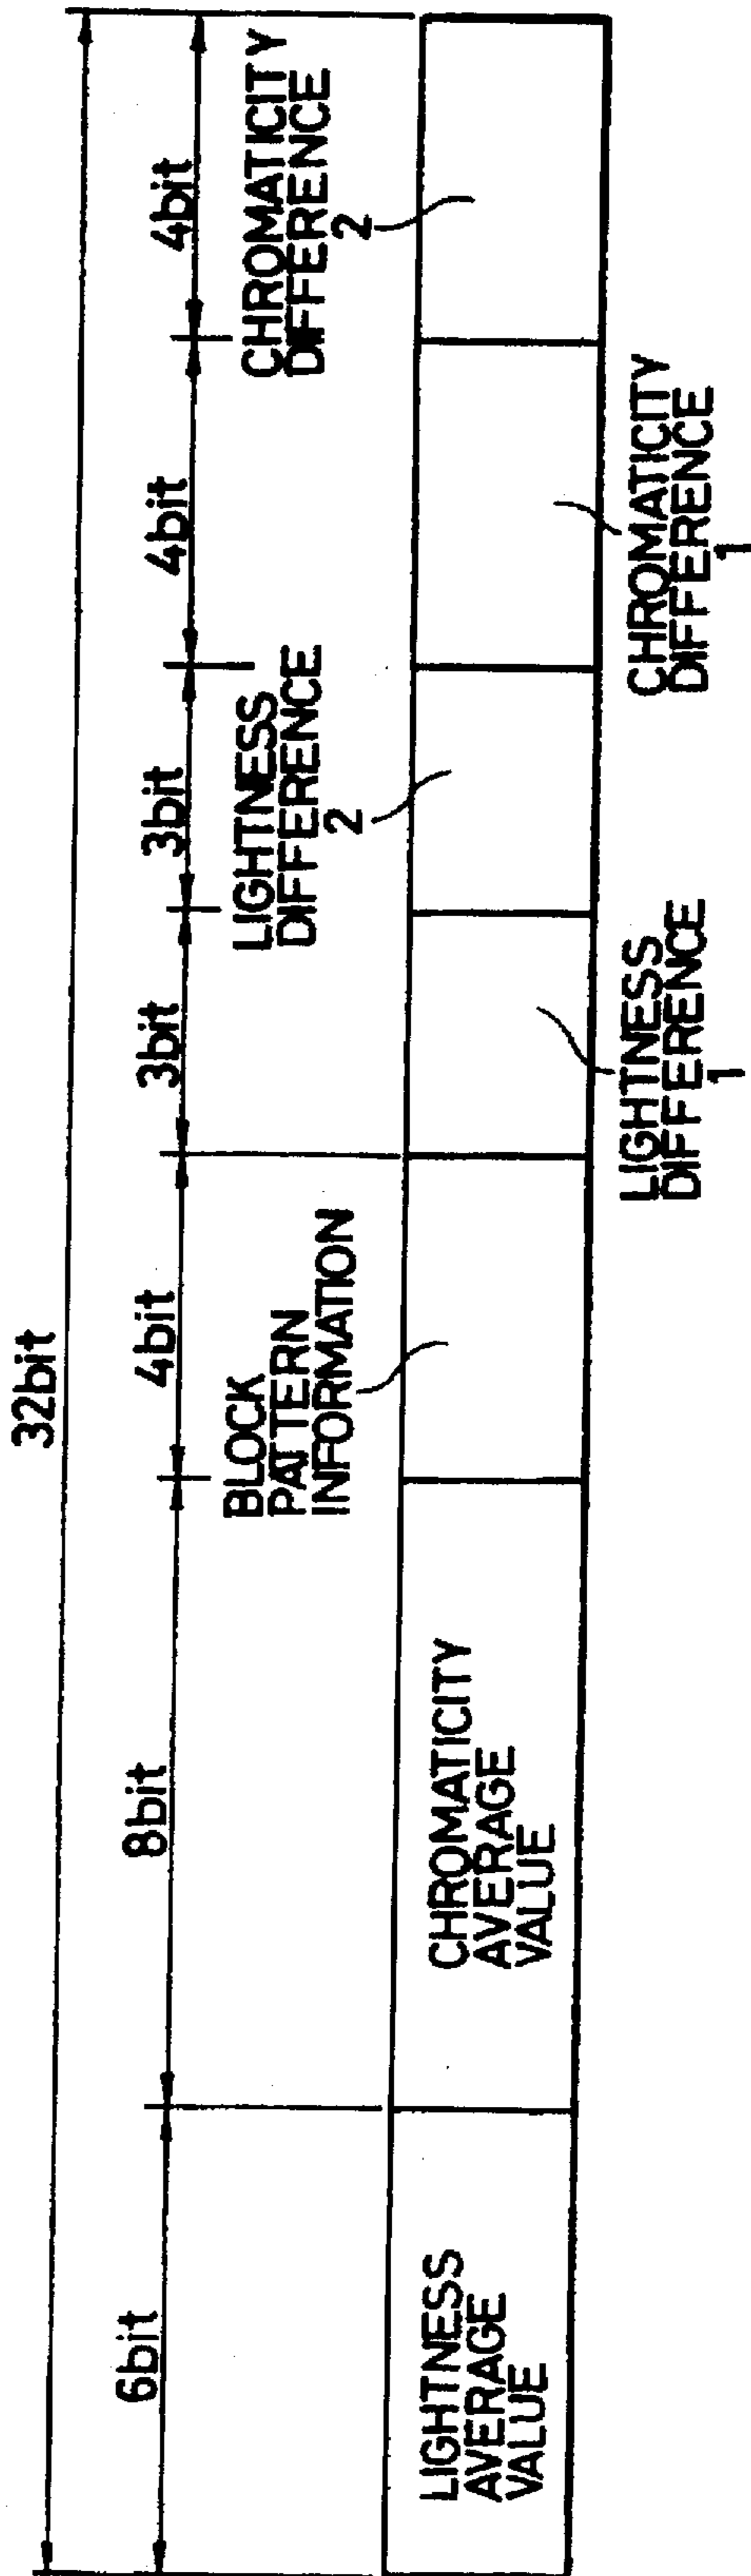 32bit
6bit
8bit
4bit
3bit
3bit
4bit
4bit
BLOCK
PATTERN
INFORMATION
LIGHTNESS
DIFFERENCE
2
CHROMATICITY
DIFFERENCE
2
LIGHTNESS
AVERAGE
VALUE
CHROMATICITY
AVERAGE
VALUE
LIGHTNESS
DIFFERENCE
1
CHROMATICITY
DIFFERENCE
1